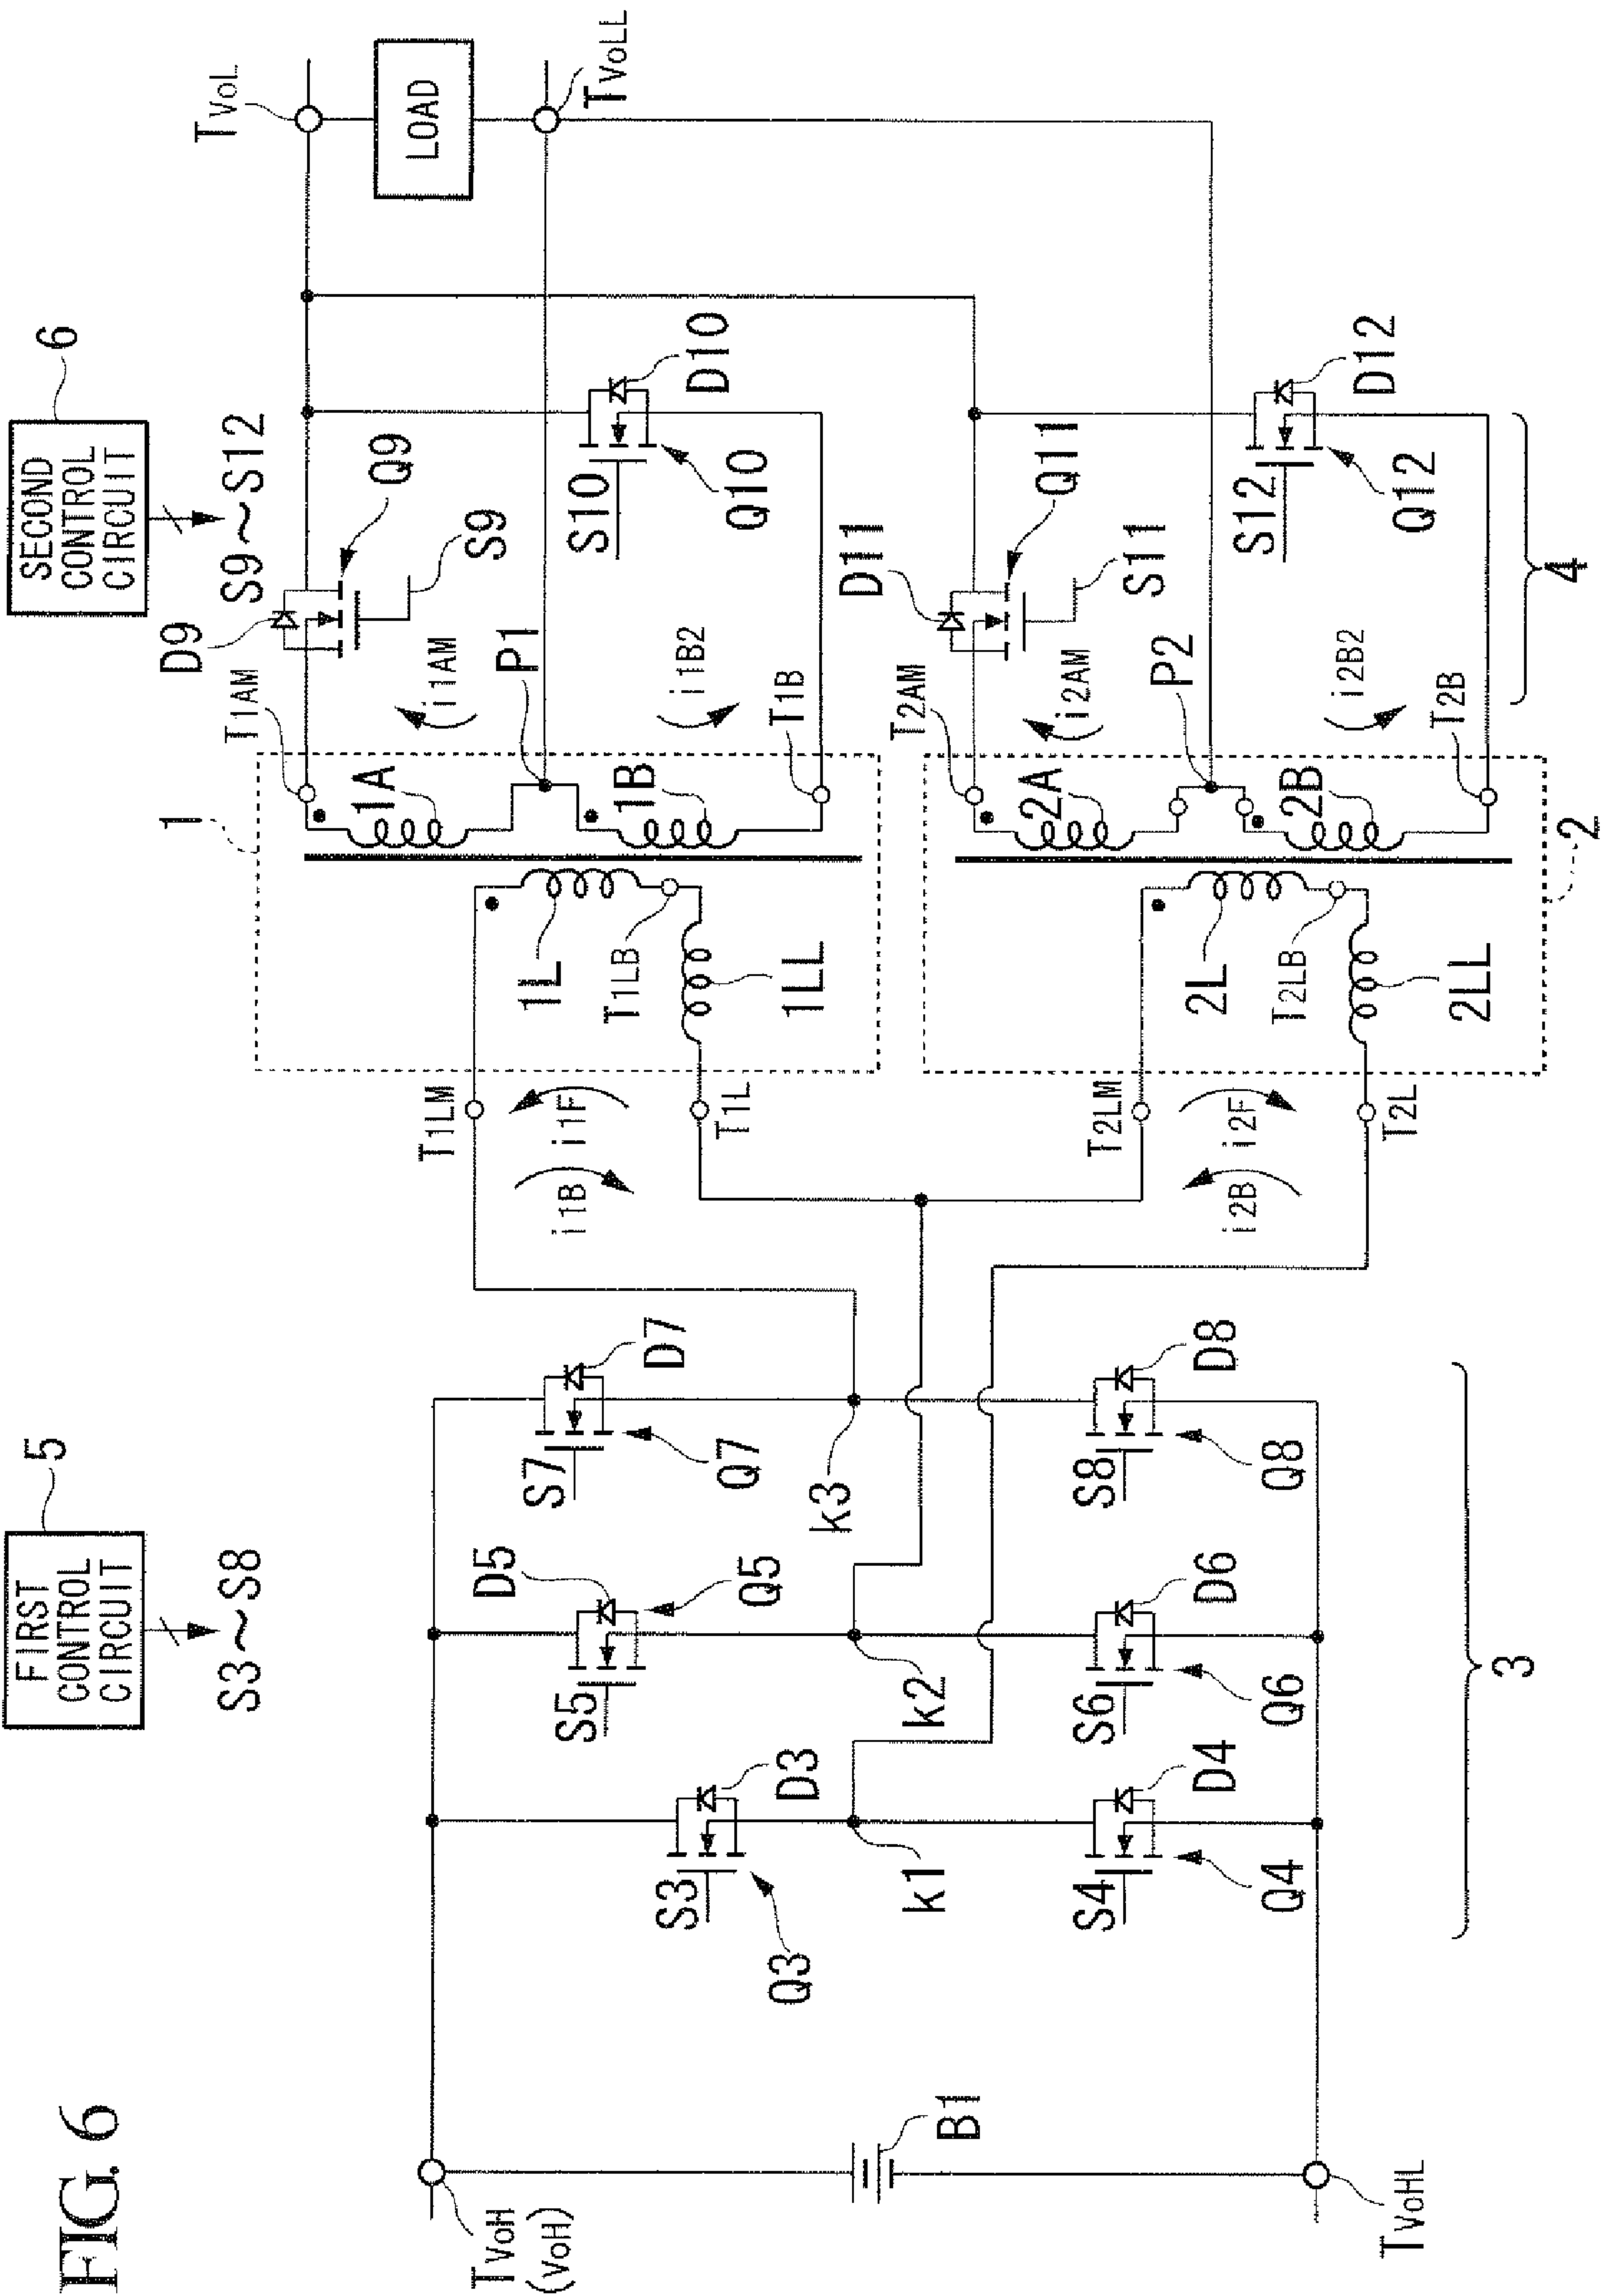 FIG. 6
FIRST
CONTROL
CIRCUIT
5
S3~S8
SECOND
CONTROL
CIRCUIT
6
S9~S12
TVoH
(VoH)
TVoHL
B1
S3
Q3
D3
k1
S4
Q4
D4
S5
D5
Q5
k2
S6
Q6
D6
S7
Q7
D7
k3
S8
Q8
D8
3
T1LM
i1B
i1F
T1L
T2LM
i2B
i2F
T2L
1
1L
T1LB
1LL
1A
1B
2
2L
T2LB
2LL
2A
2B
T1AM
D9
Q9
S9
i1AM
P1
i1B2
T1B
S10
Q10
D10
T2AM
D11
Q11
S11
i2AM
P2
i2B2
T2B
S12
Q12
D12
4
TVoL
LOAD
TVoLL